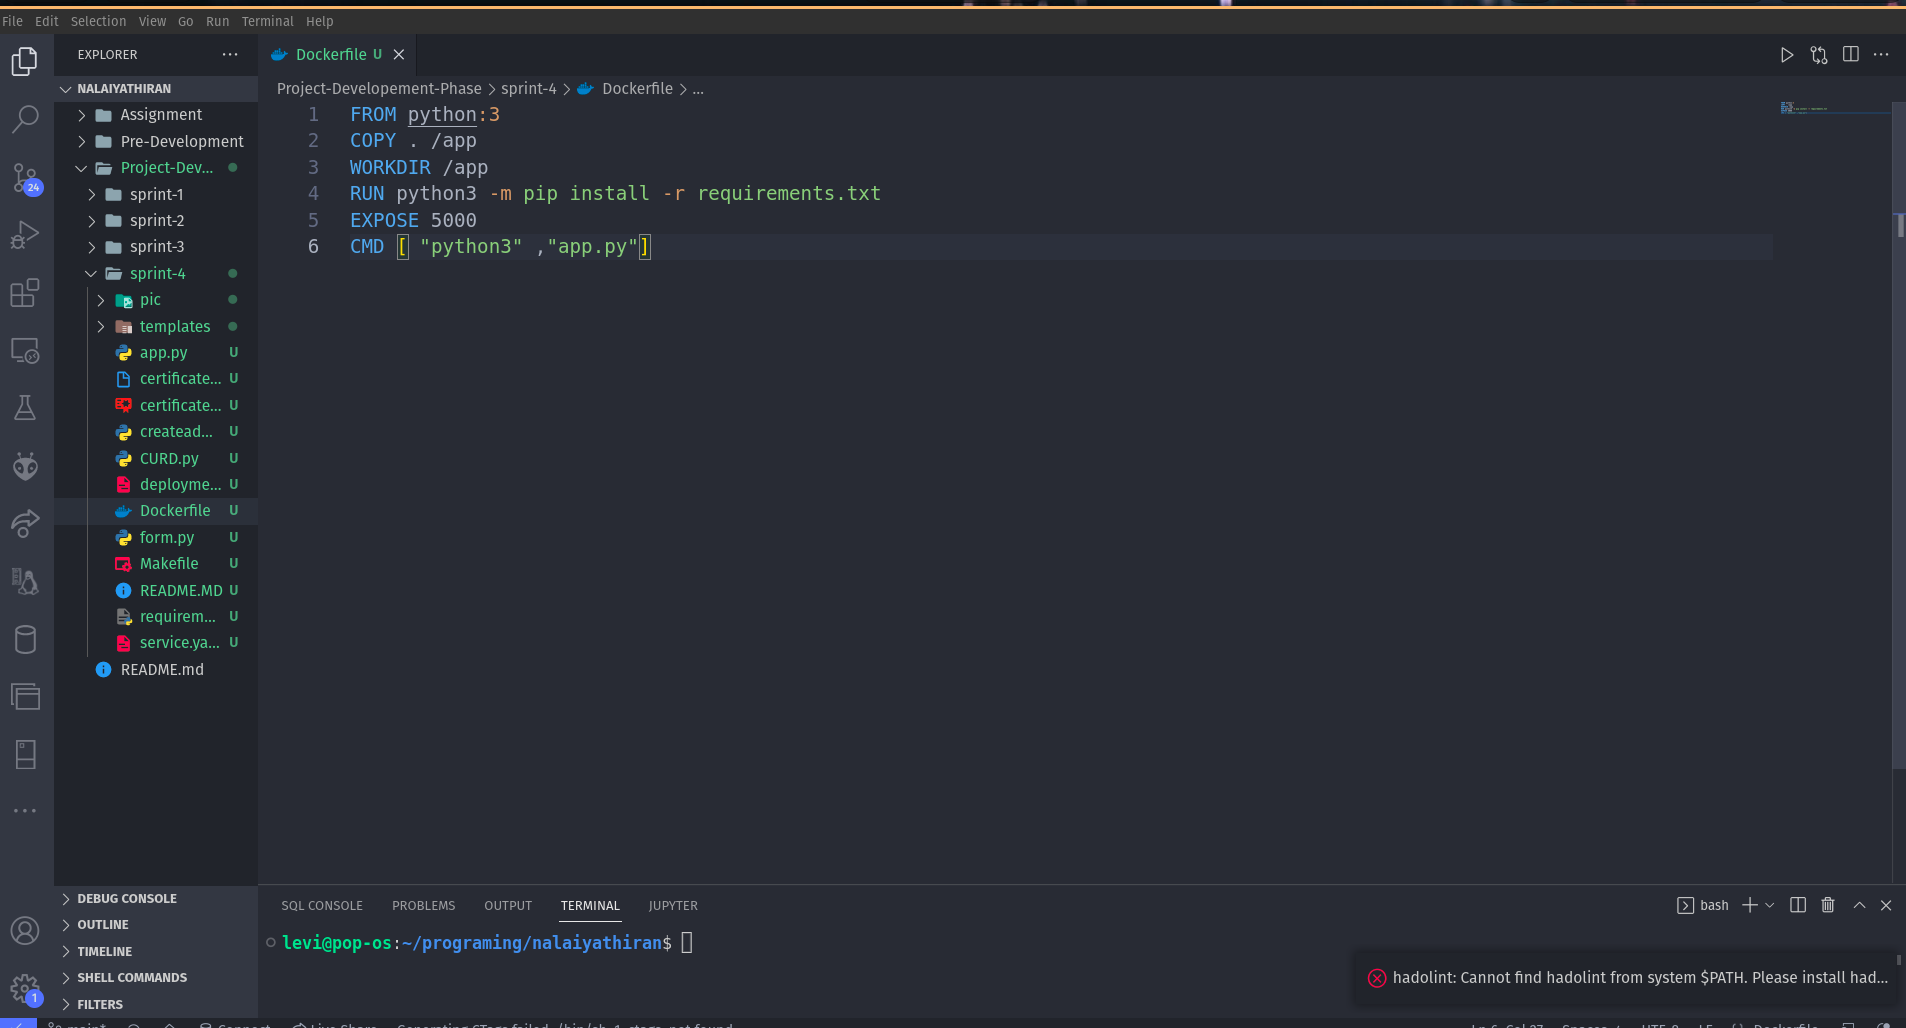 File Edit Selection View Go Run Terminal Help
EXPLORER ...
Dockerfile U
NALAIYATHIRAN
Project-Developement-Phase > sprint-4 > Dockerfile > ...
Assignment
Pre-Development
Project-Dev...
sprint-1
sprint-2
sprint-3
sprint-4
pic
templates
app.py U
certificate... U
certificate... U
createad... U
CURD.py U
deployme... U
Dockerfile U
form.py U
Makefile U
README.MD U
requirem... U
service.ya... U
README.md
24
1 FROM python:3
2 COPY . /app
3 WORKDIR /app
4 RUN python3 -m pip install -r requirements.txt
5 EXPOSE 5000
6 CMD [ "python3" ,"app.py"]
DEBUG CONSOLE
OUTLINE
TIMELINE
SHELL COMMANDS
FILTERS
1
SQL CONSOLE PROBLEMS OUTPUT TERMINAL JUPYTER
bash
levi@pop-os:~/programing/nalaiyathiran$
hadolint: Cannot find hadolint from system $PATH. Please install had...